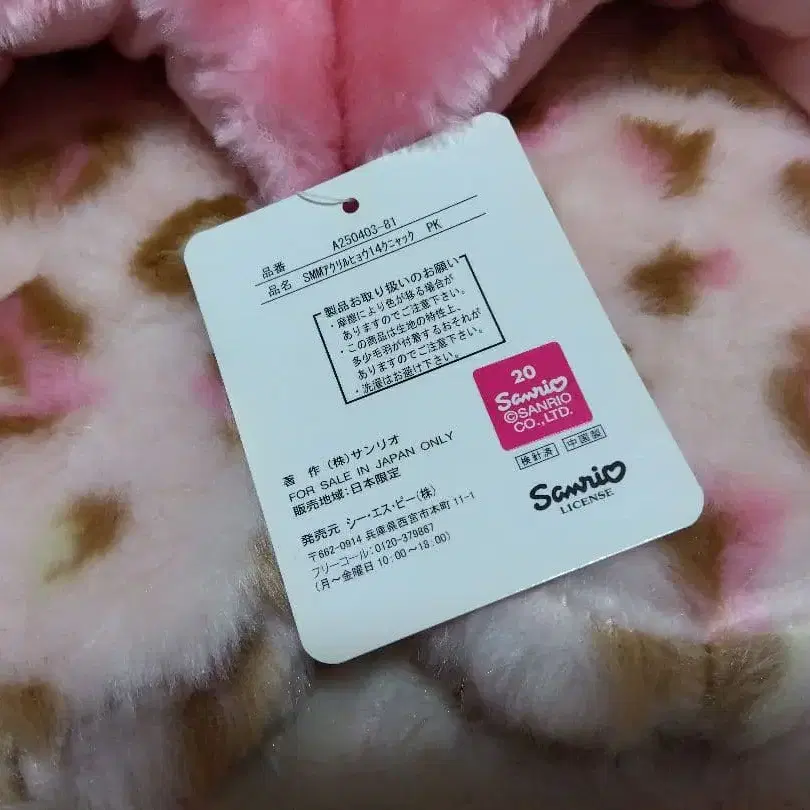 品番 A250403-81
品名 SMMアクリルヒョウ14クニャック PK
製品お取り扱いのお願い
・摩擦により色が移る場合が
ありますのでご注意下さい。
・この商品は生地の特性上、
多少毛羽が付着するおそれが
ありますのでご注意下さい。
・洗濯はお避け下さい。
20
Sanrio
©SANRIO
CO.,LTD.
検針済 中国製
Sanrio
LICENSE
著 作 (株)サンリオ
FOR SALE IN JAPAN ONLY
販売地域:日本限定
発売元 シー・エス・ピー(株)
〒662-0914 兵庫県西宮市本町 11-1
フリーコール:0120-379867
(月〜金曜日 10:00〜18:00)